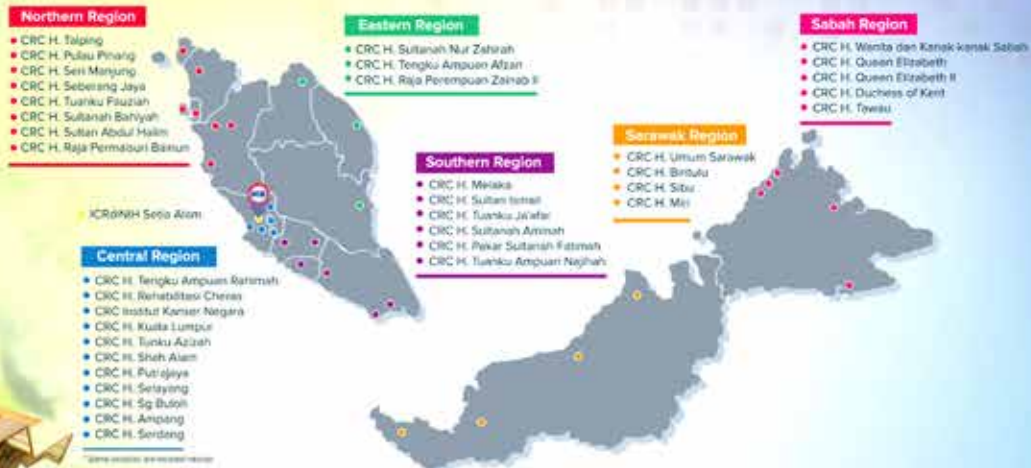 Northern Region
CRC H. Taiping
CRC H. Pulau Pinang
CRC H. Seri Manjung
CRC H. Seberang Jaya
CRC H. Tuanku Fauziah
CRC H. Sultanah Bahiyah
CRC H. Sultan Abdul Halim
CRC H. Raja Permaisuri Bainun
Eastern Region
CRC H. Sultanah Nur Zahirah
CRC H. Tengku Ampuan Afzan
CRC H. Raja Perempuan Zainab II
Sabah Region
CRC H. Wanita dan Kanak-kanak Sabah
CRC H. Queen Elizabeth
CRC H. Queen Elizabeth II
CRC H. Duchess of Kent
CRC H. Tawau
Sarawak Region
CRC H. Umum Sarawak
CRC H. Bintulu
CRC H. Sibu
CRC H. Miri
Southern Region
CRC H. Melaka
CRC H. Sultan Ismail
CRC H. Tuanku Ja'afar
CRC H. Sultanah Aminah
CRC H. Pakar Sultanah Fatimah
CRC H. Tuanku Ampuan Najihah
ICR@NIH Setia Alam
Central Region
CRC H. Tengku Ampuan Rahimah
CRC H. Rehabilitasi Cheras
CRC Institut Kanser Negara
CRC H. Kuala Lumpur
CRC H. Tunku Azizah
CRC H. Shah Alam
CRC H. Putrajaya
CRC H. Selayang
CRC H. Sg Buloh
CRC H. Ampang
CRC H. Serdang